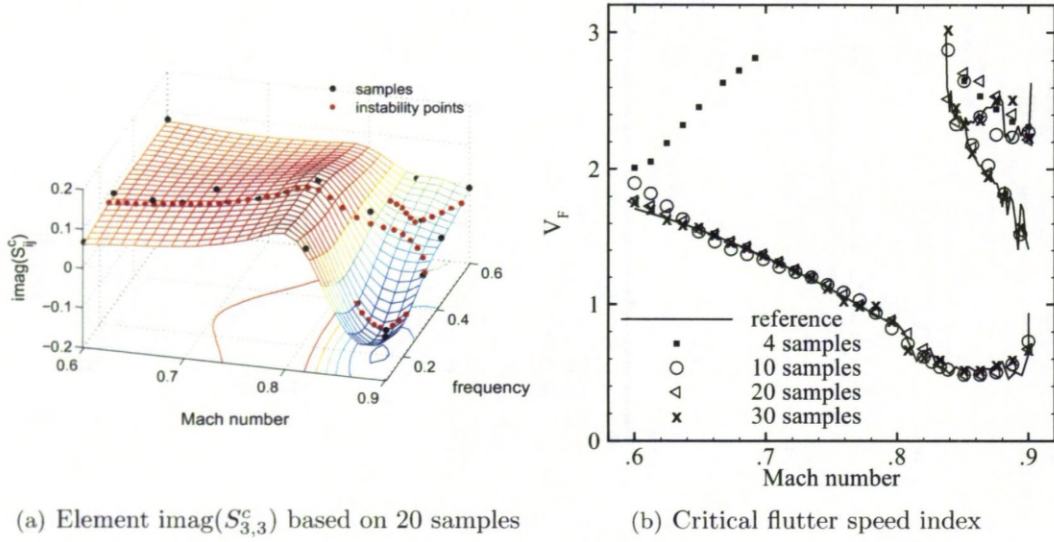 samples
instability points
imag(S^c_ij)
0.2
0.1
0
−0.1
−0.2
0.6
0.7
0.8
0.9
Mach number
0.2
0.4
0.6
frequency
3
2
1
0
V_F
reference
4 samples
10 samples
20 samples
30 samples
.6
.7
.8
.9
Mach number
(a) Element imag(S^c_{3,3}) based on 20 samples
(b) Critical flutter speed index